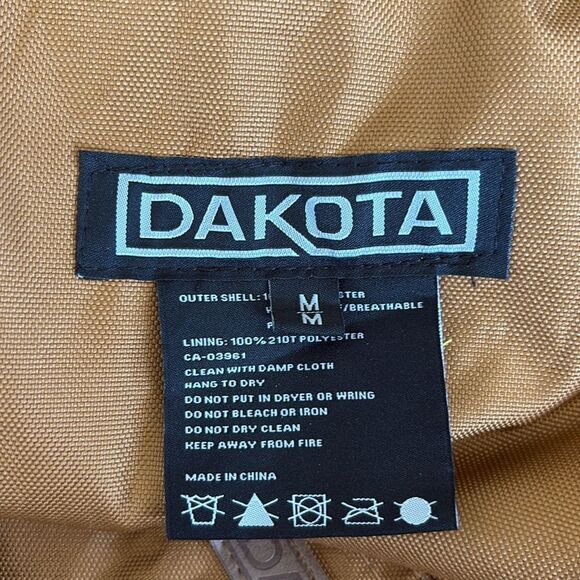 DAKOTA
OUTER SHELL:
M
M
/BREATHABLE
LINING: 100% 210T POLYESTER
CA-03961
CLEAN WITH DAMP CLOTH
HANG TO DRY
DO NOT PUT IN DRYER OR WRING
DO NOT BLEACH OR IRON
DO NOT DRY CLEAN
KEEP AWAY FROM FIRE
MADE IN CHINA